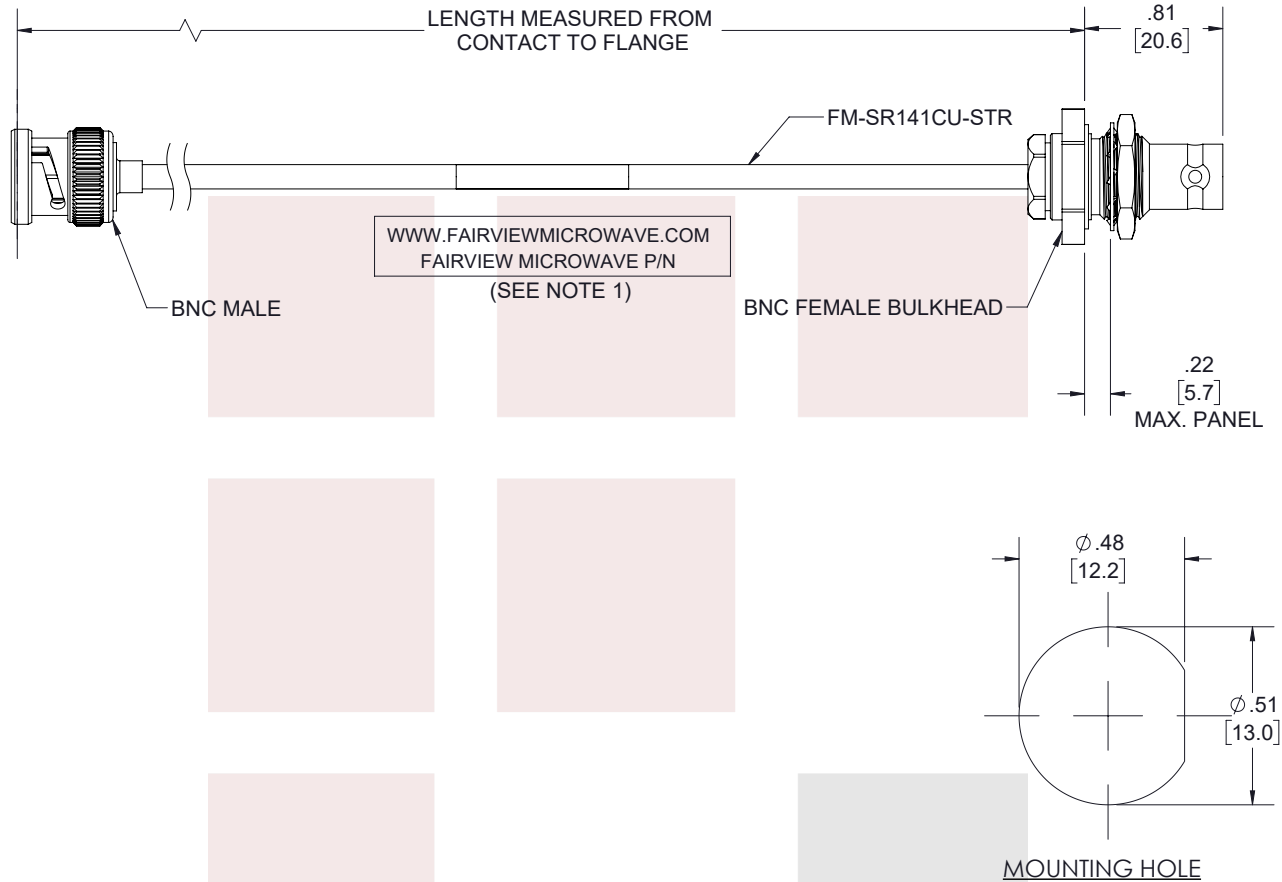 LENGTH MEASURED FROM
CONTACT TO FLANGE
.81
[20.6]
FM-SR141CU-STR
WWW.FAIRVIEWMICROWAVE.COM
FAIRVIEW MICROWAVE P/N
(SEE NOTE 1)
BNC MALE
BNC FEMALE BULKHEAD
.22
[5.7]
MAX. PANEL
∅.48
[12.2]
∅.51
[13.0]
MOUNTING HOLE